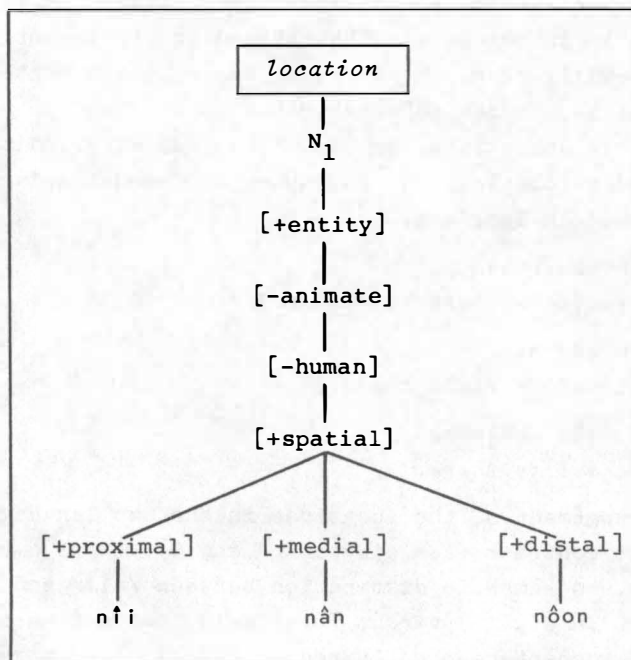 location
N1
[+entity]
[-animate]
[-human]
[+spatial]
[+proximal] [+medial] [+distal]
nîi nân nôon